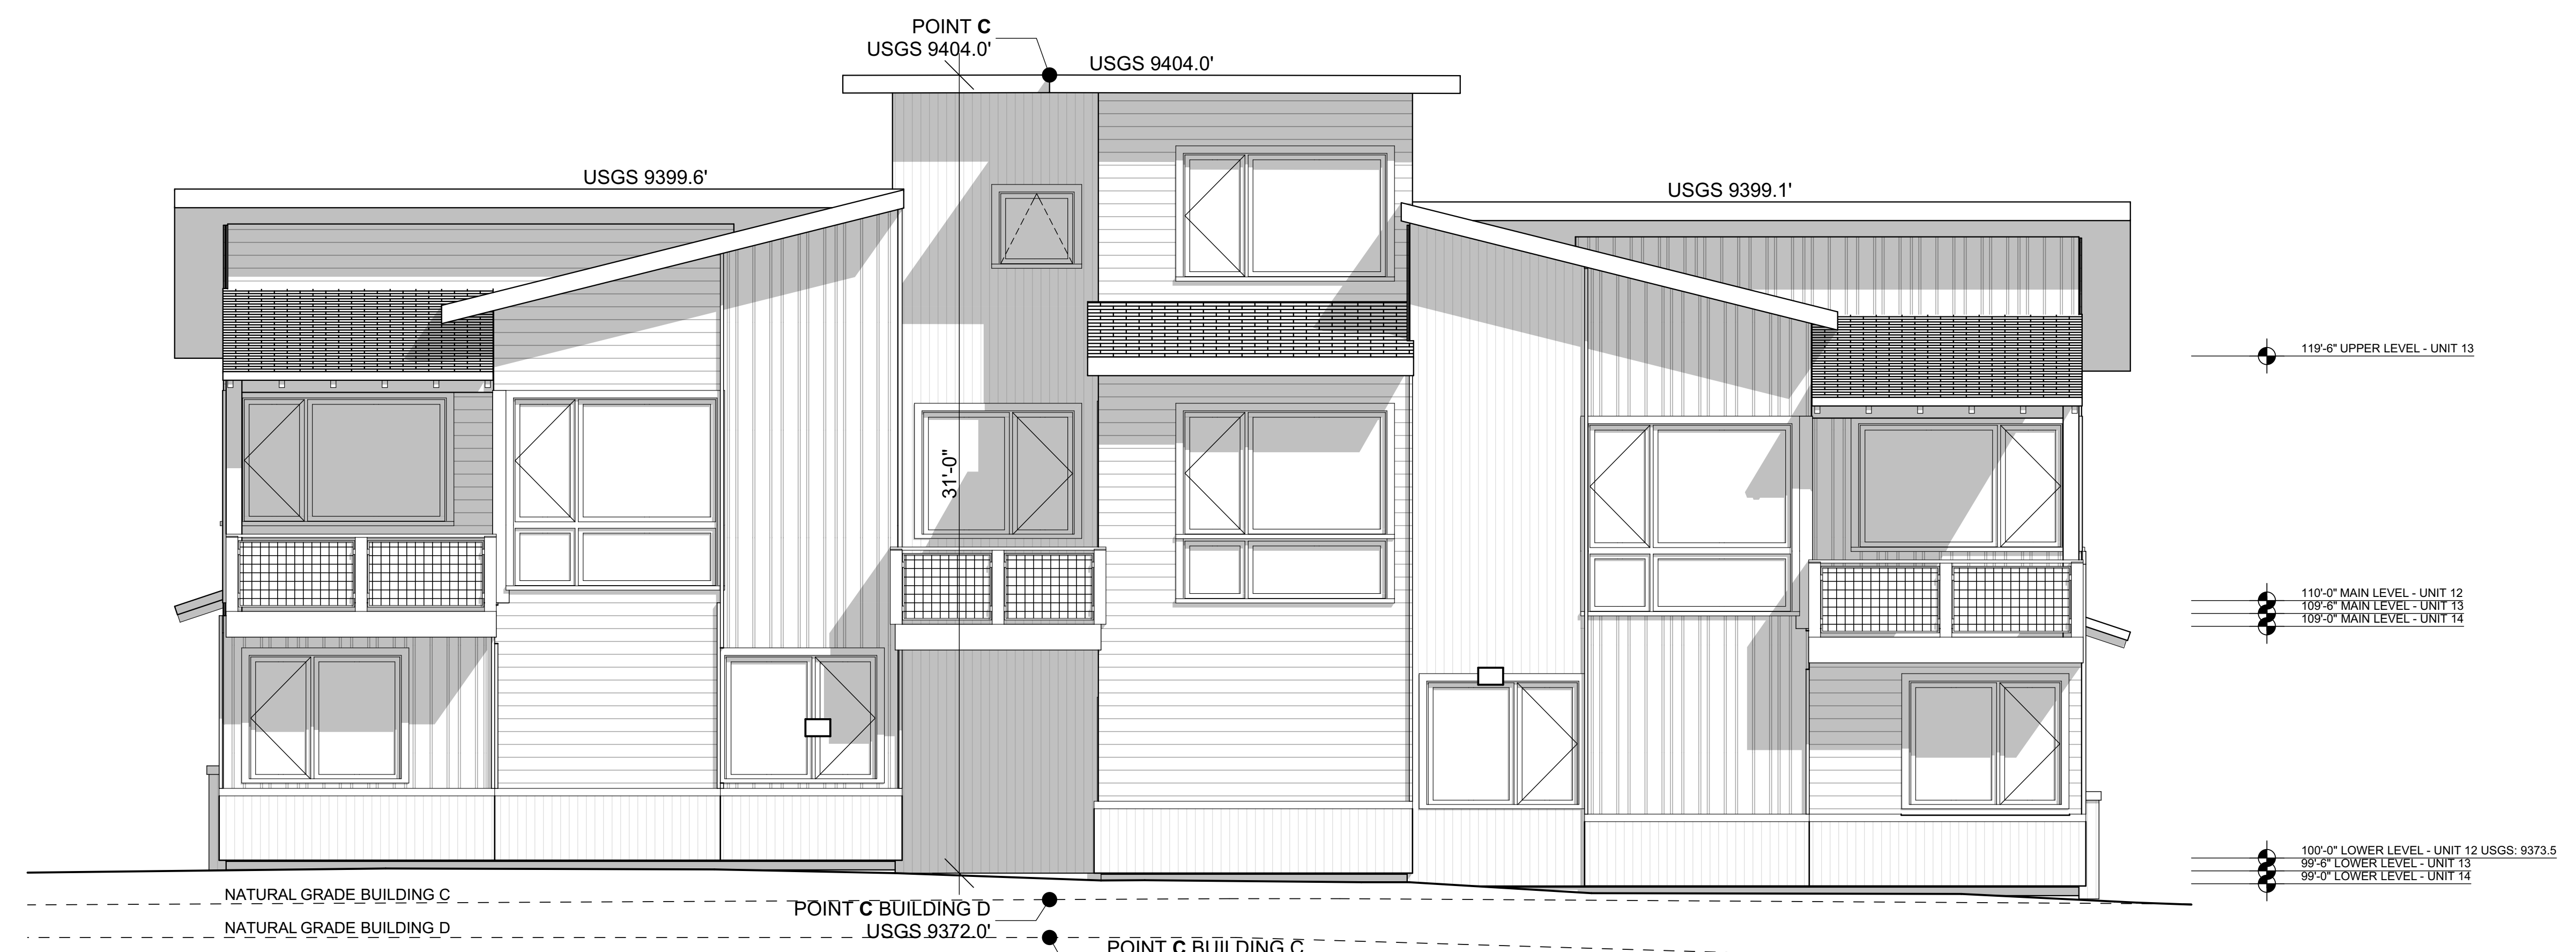 POINT C
USGS 9404.0'
USGS 9404.0'
USGS 9399.6'
USGS 9399.1'
119'-6" UPPER LEVEL - UNIT 13
31'-0"
110'-0" MAIN LEVEL - UNIT 12
109'-6" MAIN LEVEL - UNIT 13
109'-0" MAIN LEVEL - UNIT 14
100'-0" LOWER LEVEL - UNIT 12 USGS: 9373.5
99'-6" LOWER LEVEL - UNIT 13
99'-0" LOWER LEVEL - UNIT 14
NATURAL GRADE BUILDING C
POINT C BUILDING D
USGS 9372.0'
NATURAL GRADE BUILDING D
POINT C BUILDING C